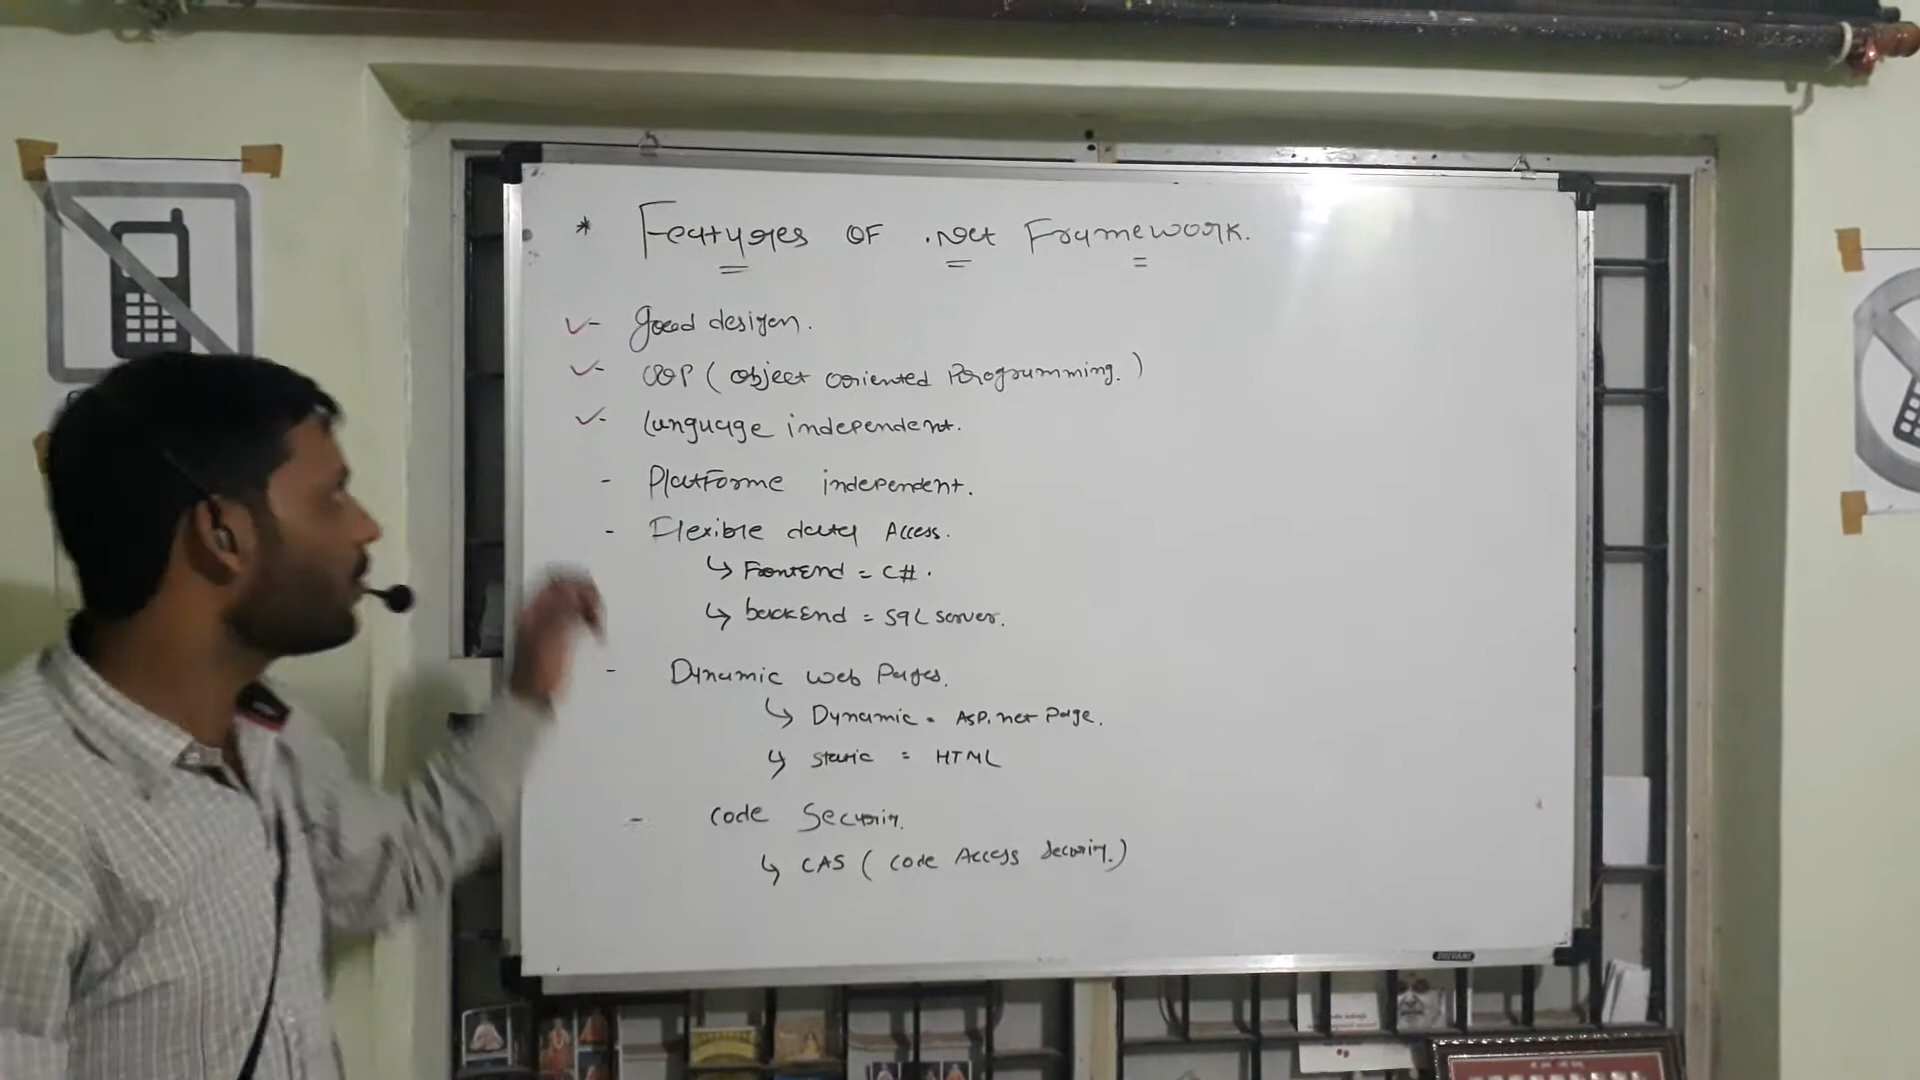 * Features OF .Net Framework.
- good desigen.
- OOP ( object oriented Programming. )
- Language independent.
- PlatForme independent.
- Flexible data Access.
↳ FrontEnd = C# .
↳ backEnd = SQL server.
- Dynamic web Pages.
↳ Dynamic = ASP.net Page.
↳ static = HTML
- Code Security.
↳ CAS ( Code Access Security.)